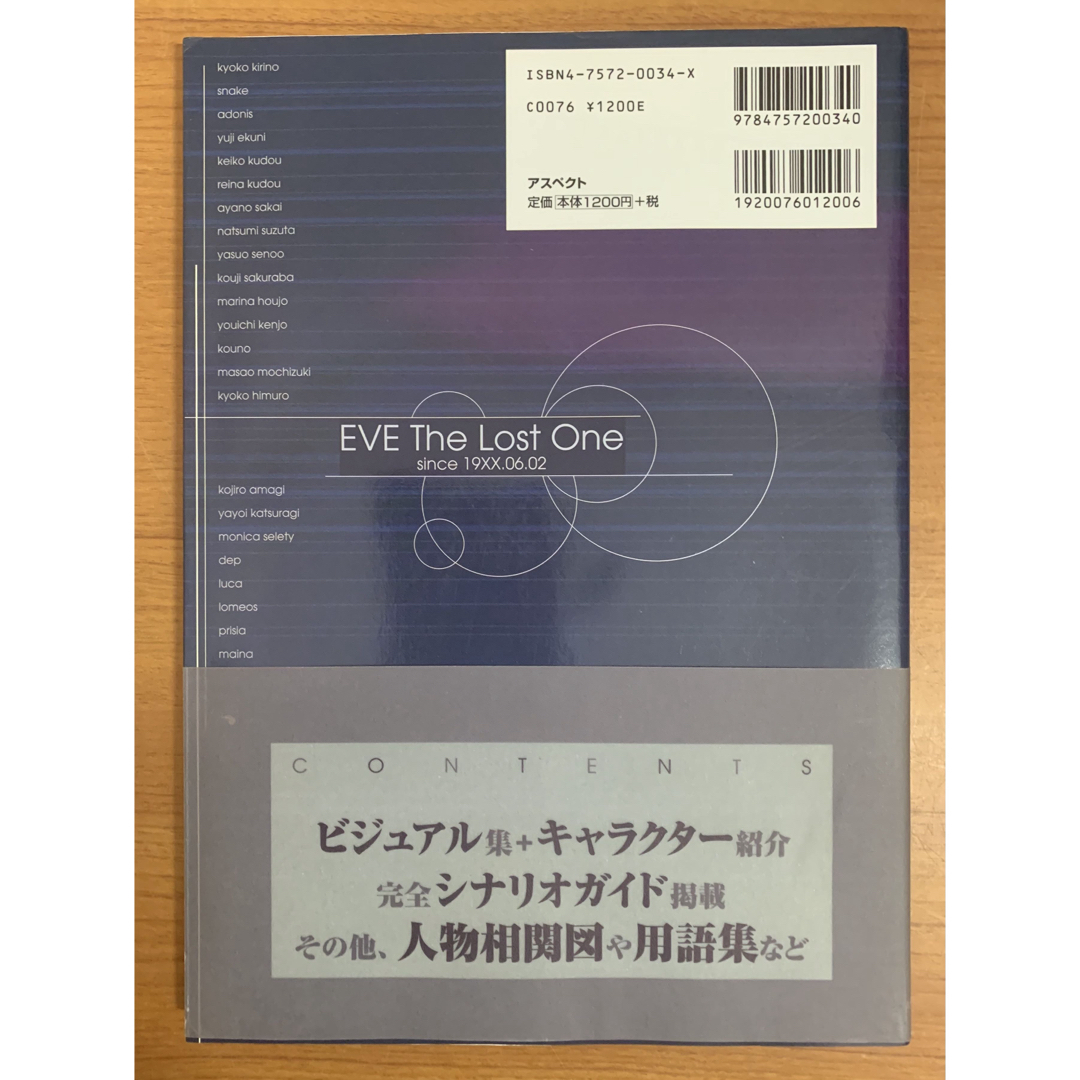 kyoko kirino
snake
adonis
yuji ekuni
keiko kudou
reina kudou
ayano sakai
natsumi suzuta
yasuo senoo
kouji sakuraba
marina houjo
youichi kenjo
kouno
masao mochizuki
kyoko himuro
ISBN4-7572-0034-X
C0076 ¥1200E
9784757200340
アスペクト
定価 本体1200円+税
1920076012006
EVE The Lost One
since 19XX.06.02
kojiro amagi
yayoi katsuragi
monica selety
dep
luca
lomeos
prisia
maina
CONTENTS
ビジュアル集+キャラクター紹介
完全シナリオガイド掲載
その他、人物相関図や用語集など